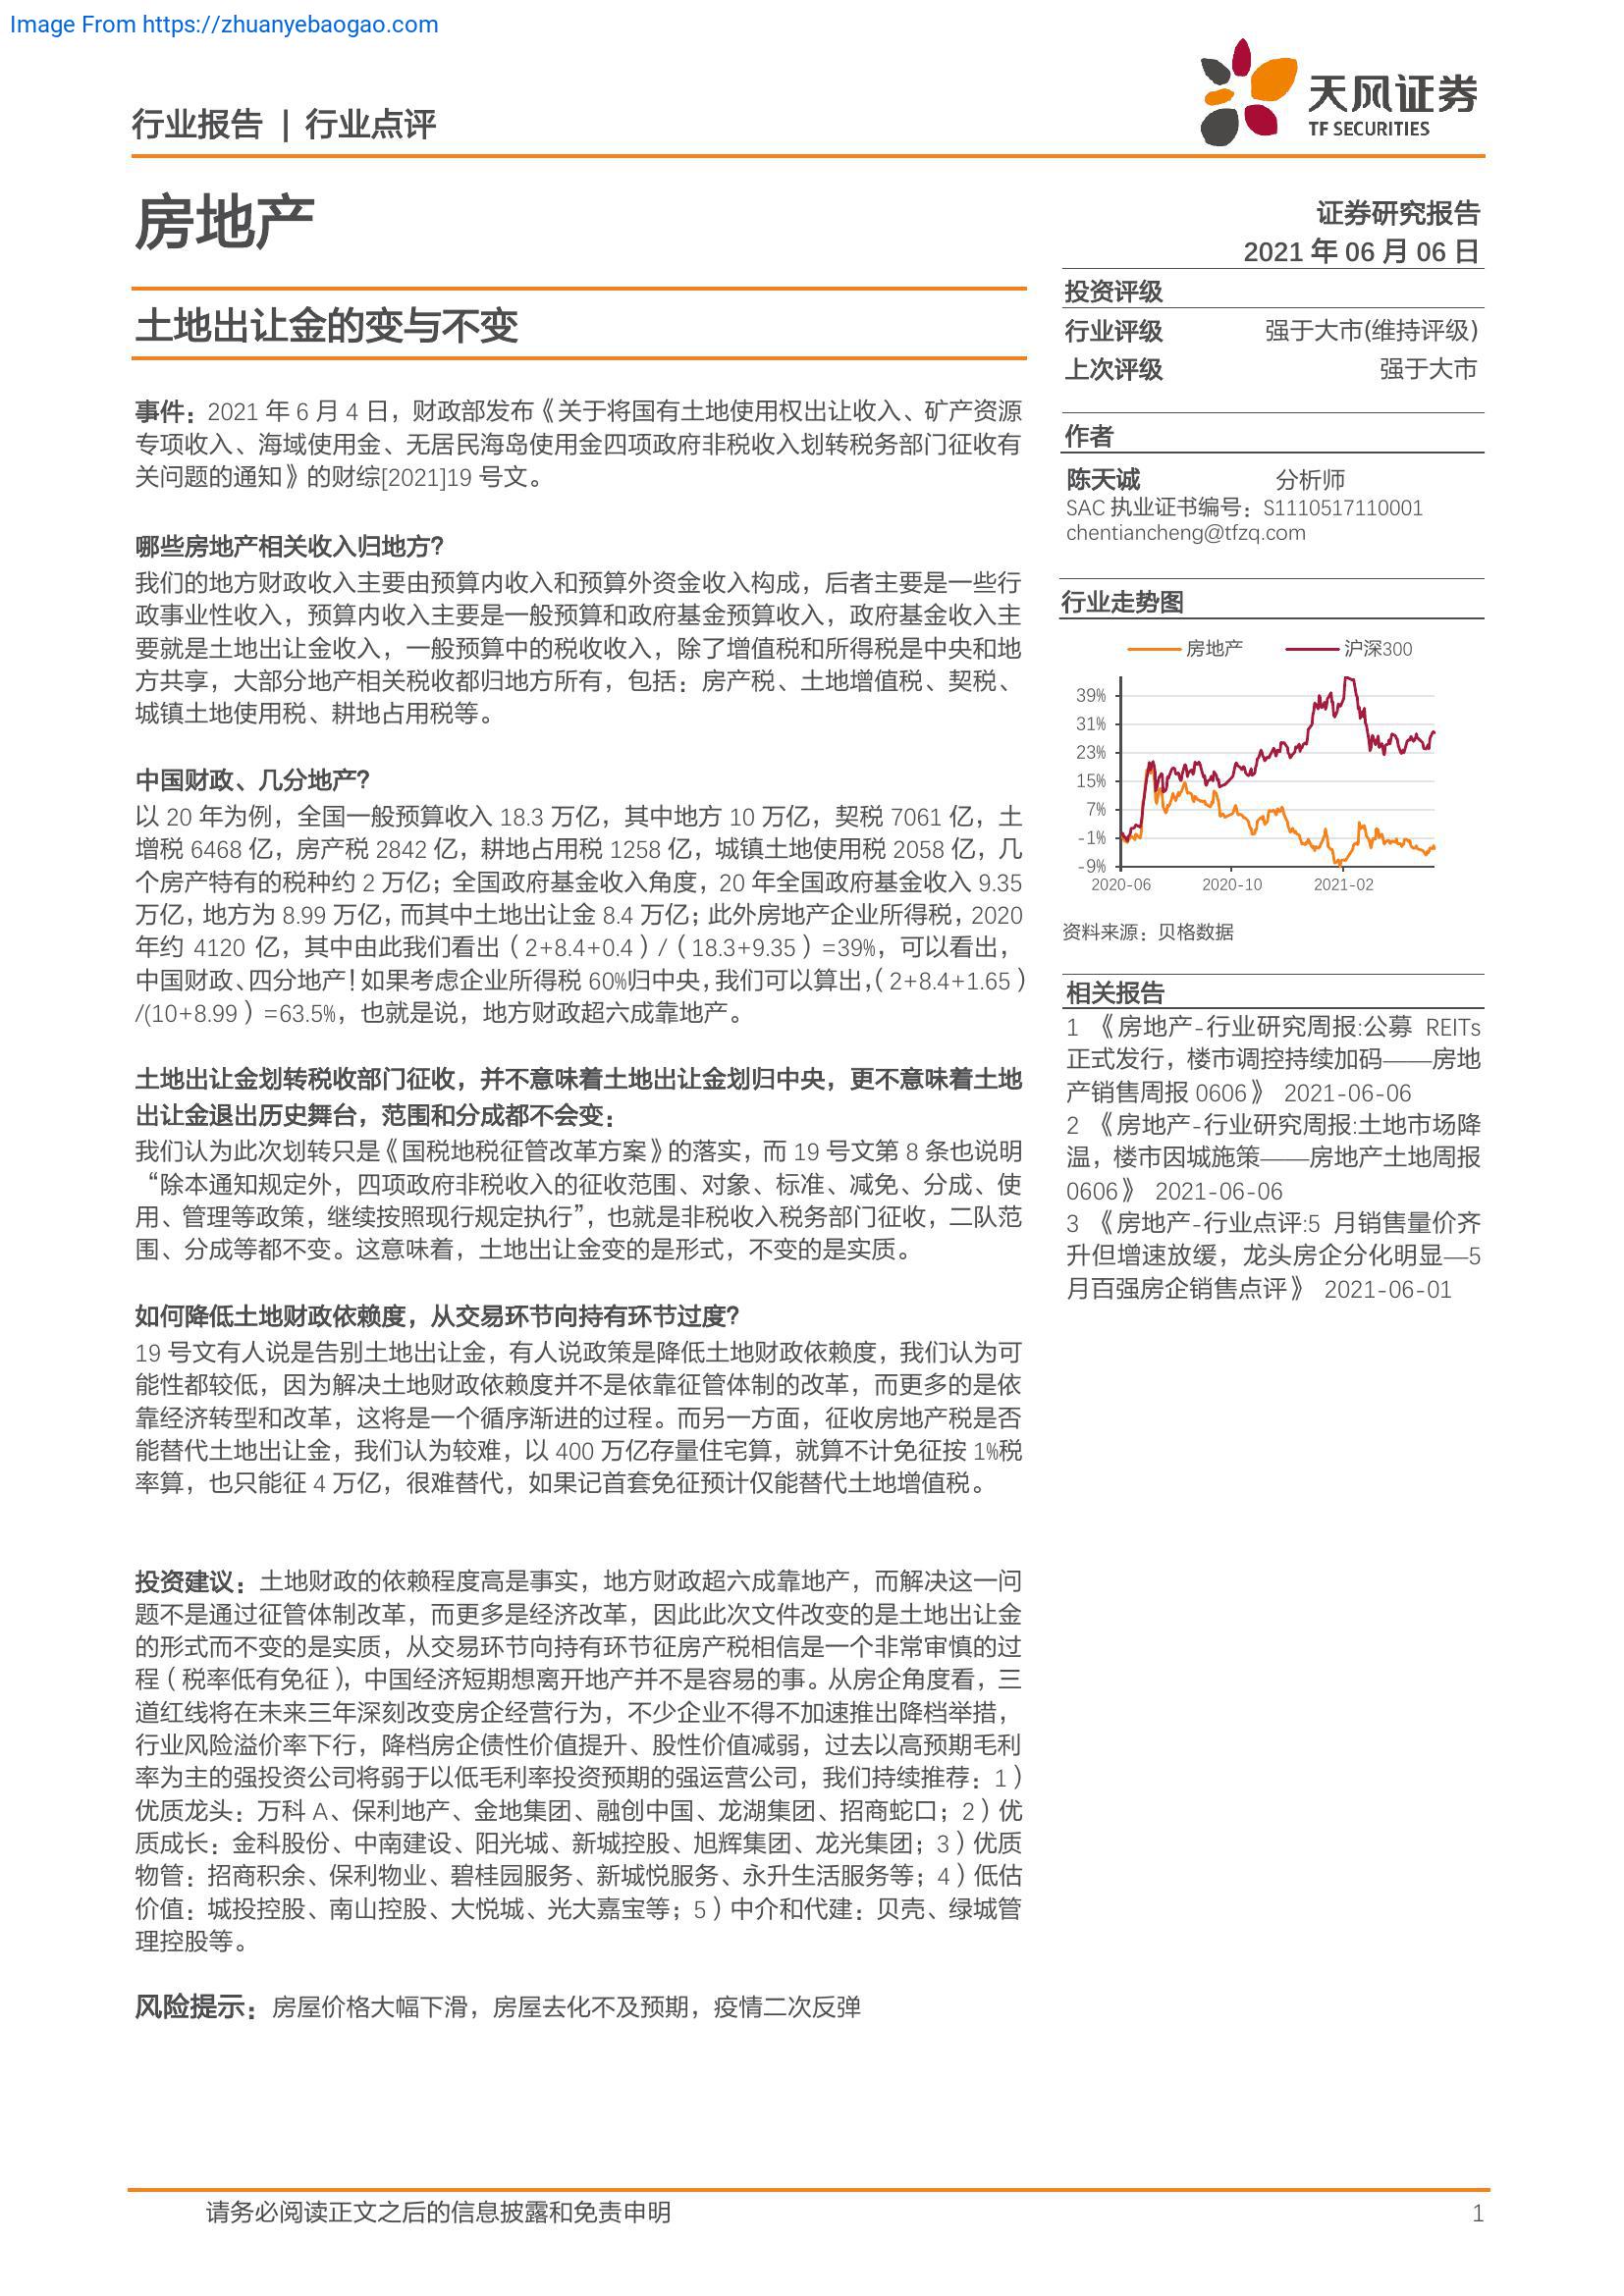 Image From https://zhuanyebaogao.com
行业报告 | 行业点评
天风证券
TF SECURITIES
房地产
证券研究报告
2021 年 06 月 06 日
土地出让金的变与不变
事件：2021 年 6 月 4 日，财政部发布《关于将国有土地使用权出让收入、矿产资源
专项收入、海域使用金、无居民海岛使用金四项政府非税收入划转税务部门征收有
关问题的通知》的财综[2021]19 号文。
哪些房地产相关收入归地方？
我们的地方财政收入主要由预算内收入和预算外资金收入构成，后者主要是一些行
政事业性收入，预算内收入主要是一般预算和政府基金预算收入，政府基金收入主
要就是土地出让金收入，一般预算中的税收收入，除了增值税和所得税是中央和地
方共享，大部分地产相关税收都归地方所有，包括：房产税、土地增值税、契税、
城镇土地使用税、耕地占用税等。
中国财政、几分地产？
以 20 年为例，全国一般预算收入 18.3 万亿，其中地方 10 万亿，契税 7061 亿，土
增税 6468 亿，房产税 2842 亿，耕地占用税 1258 亿，城镇土地使用税 2058 亿，几
个房产特有的税种约 2 万亿；全国政府基金收入角度，20 年全国政府基金收入 9.35
万亿，地方为 8.99 万亿，而其中土地出让金 8.4 万亿；此外房地产企业所得税，2020
年约 4120 亿，其中由此我们看出（2+8.4+0.4）/（18.3+9.35）=39%，可以看出，
中国财政、四分地产！如果考虑企业所得税 60%归中央，我们可以算出，（2+8.4+1.65）
/(10+8.99）=63.5%，也就是说，地方财政超六成靠地产。
土地出让金划转税收部门征收，并不意味着土地出让金划归中央，更不意味着土地
出让金退出历史舞台，范围和分成都不会变：
我们认为此次划转只是《国税地税征管改革方案》的落实，而 19 号文第 8 条也说明
“除本通知规定外，四项政府非税收入的征收范围、对象、标准、减免、分成、使
用、管理等政策，继续按照现行规定执行”，也就是非税收入税务部门征收，二队范
围、分成等都不变。这意味着，土地出让金变的是形式，不变的是实质。
如何降低土地财政依赖度，从交易环节向持有环节过度？
19 号文有人说是告别土地出让金，有人说政策是降低土地财政依赖度，我们认为可
能性都较低，因为解决土地财政依赖度并不是依靠征管体制的改革，而更多的是依
靠经济转型和改革，这将是一个循序渐进的过程。而另一方面，征收房地产税是否
能替代土地出让金，我们认为较难，以 400 万亿存量住宅算，就算不计免征按 1%税
率算，也只能征 4 万亿，很难替代，如果记首套免征预计仅能替代土地增值税。
投资建议：土地财政的依赖程度高是事实，地方财政超六成靠地产，而解决这一问
题不是通过征管体制改革，而更多是经济改革，因此此次文件改变的是土地出让金
的形式而不变的是实质，从交易环节向持有环节征房产税相信是一个非常审慎的过
程（税率低有免征），中国经济短期想离开地产并不是容易的事。从房企角度看，三
道红线将在未来三年深刻改变房企经营行为，不少企业不得不加速推出降档举措，
行业风险溢价率下行，降档房企债性价值提升、股性价值减弱，过去以高预期毛利
率为主的强投资公司将弱于以低毛利率投资预期的强运营公司，我们持续推荐：1）
优质龙头：万科 A、保利地产、金地集团、融创中国、龙湖集团、招商蛇口；2）优
质成长：金科股份、中南建设、阳光城、新城控股、旭辉集团、龙光集团；3）优质
物管：招商积余、保利物业、碧桂园服务、新城悦服务、永升生活服务等；4）低估
价值：城投控股、南山控股、大悦城、光大嘉宝等；5）中介和代建：贝壳、绿城管
理控股等。
风险提示：房屋价格大幅下滑，房屋去化不及预期，疫情二次反弹
投资评级
行业评级 强于大市(维持评级)
上次评级 强于大市
作者
陈天诚 分析师
SAC 执业证书编号：S1110517110001
chentiancheng@tfzq.com
行业走势图
房地产 沪深300
39%
31%
23%
15%
7%
-1%
-9%
2020-06 2020-10 2021-02
资料来源：贝格数据
相关报告
1 《房地产-行业研究周报:公募 REITs
正式发行，楼市调控持续加码——房地
产销售周报 0606》 2021-06-06
2 《房地产-行业研究周报:土地市场降
温，楼市因城施策——房地产土地周报
0606》 2021-06-06
3 《房地产-行业点评:5 月销售量价齐
升但增速放缓，龙头房企分化明显—5
月百强房企销售点评》 2021-06-01
请务必阅读正文之后的信息披露和免责申明 1